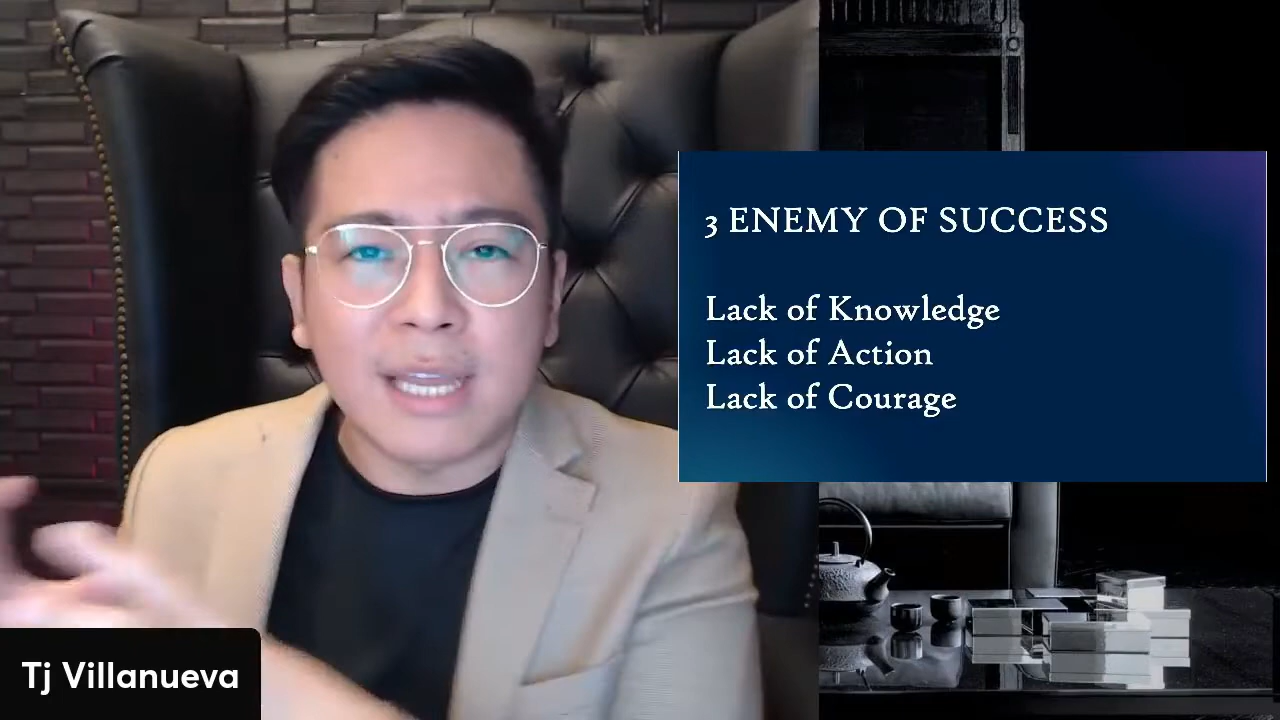 3 ENEMY OF SUCCESS
Lack of Knowledge
Lack of Action
Lack of Courage
Tj Villanueva